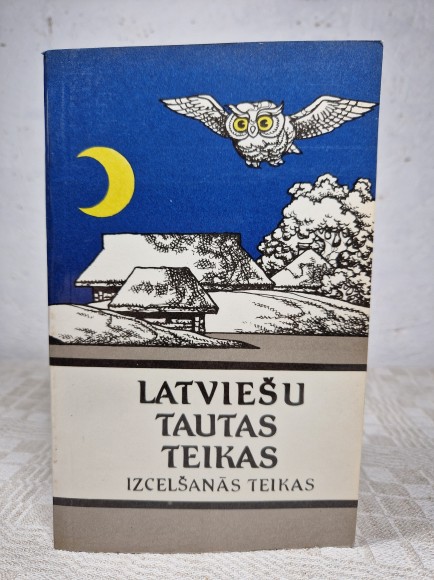 LATVIEŠU
TAUTAS
TEIKAS
IZCELŠANĀS TEIKAS